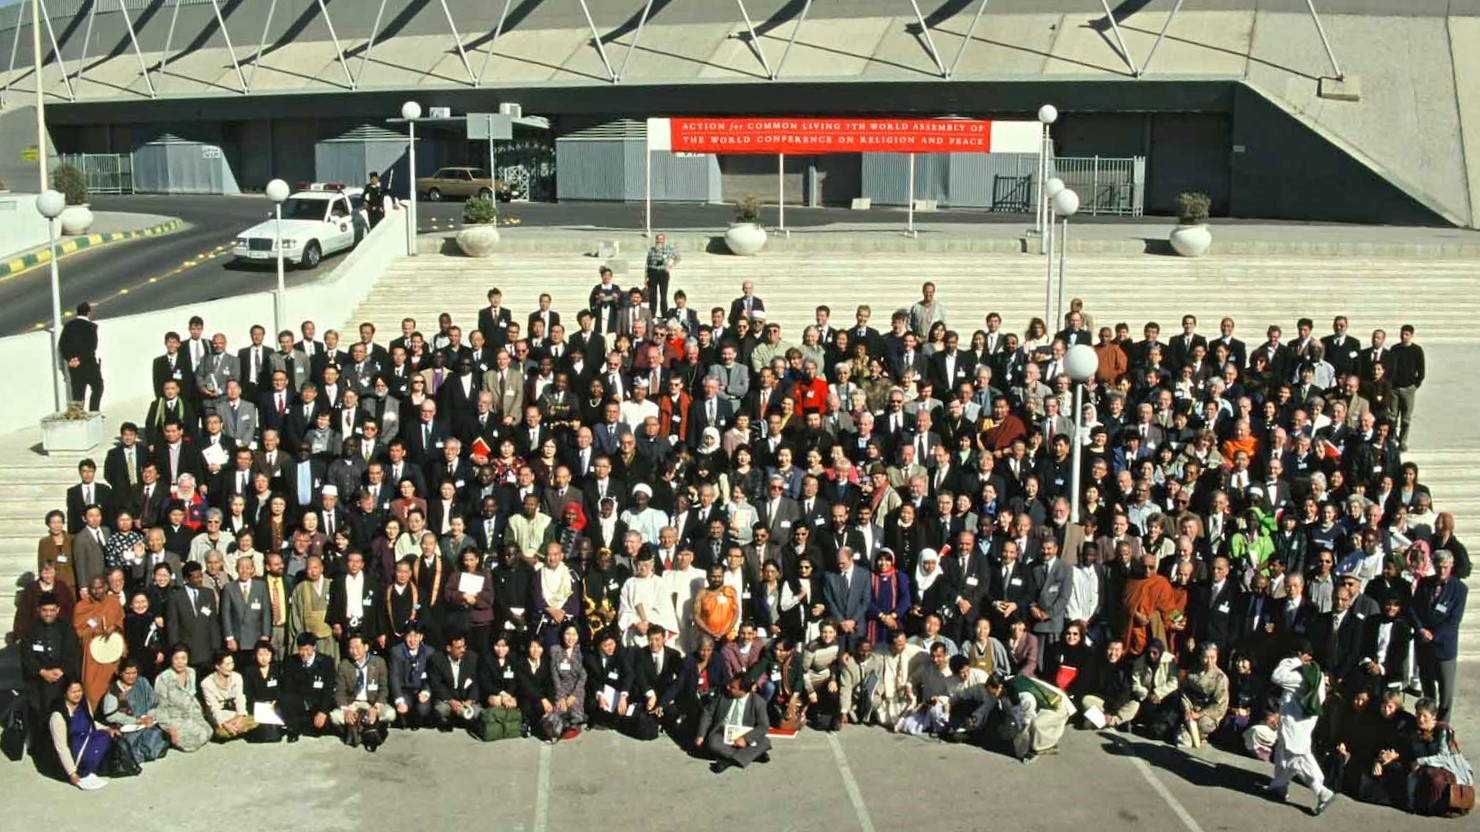 ACTION for COMMON LIVING 7TH WORLD ASSEMBLY OF
THE WORLD CONFERENCE ON RELIGION AND PEACE